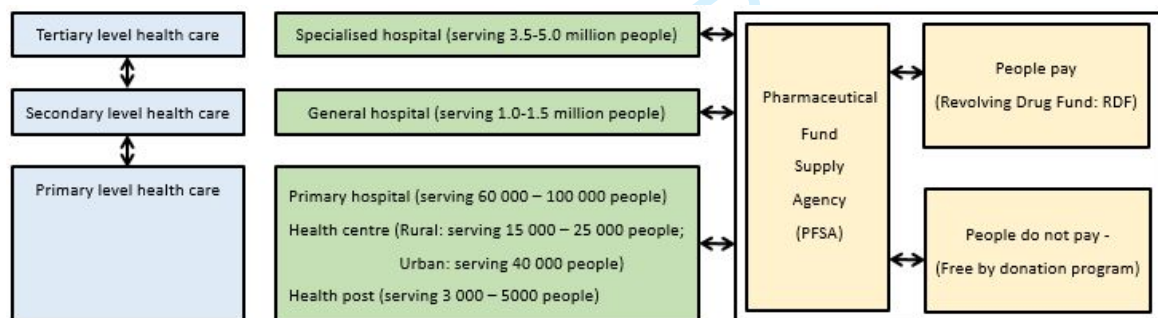 Tertiary level health care
Specialised hospital (serving 3.5-5.0 million people)
Secondary level health care
General hospital (serving 1.0-1.5 million people)
Primary level health care
Primary hospital (serving 60 000 – 100 000 people)
Health centre (Rural: serving 15 000 – 25 000 people;
Urban: serving 40 000 people)
Health post (serving 3 000 – 5000 people)
Pharmaceutical
Fund
Supply
Agency
(PFSA)
People pay
(Revolving Drug Fund: RDF)
People do not pay -
(Free by donation program)